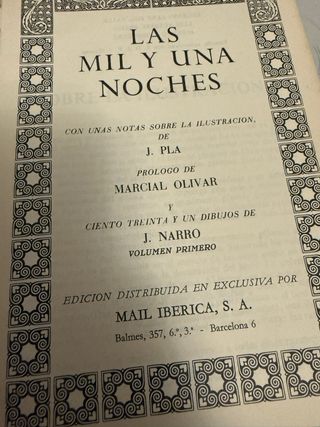 LAS
MIL Y UNA
NOCHES
CON UNAS NOTAS SOBRE LA ILUSTRACION,
DE
J. PLA
PROLOGO DE
MARCIAL OLIVAR
Y
CIENTO TREINTA Y UN DIBUJOS DE
J. NARRO
VOLUMEN PRIMERO
EDICION DISTRIBUIDA EN EXCLUSIVA POR
MAIL IBERICA, S. A.
Balmes, 357, 6.º, 3.ª - Barcelona 6